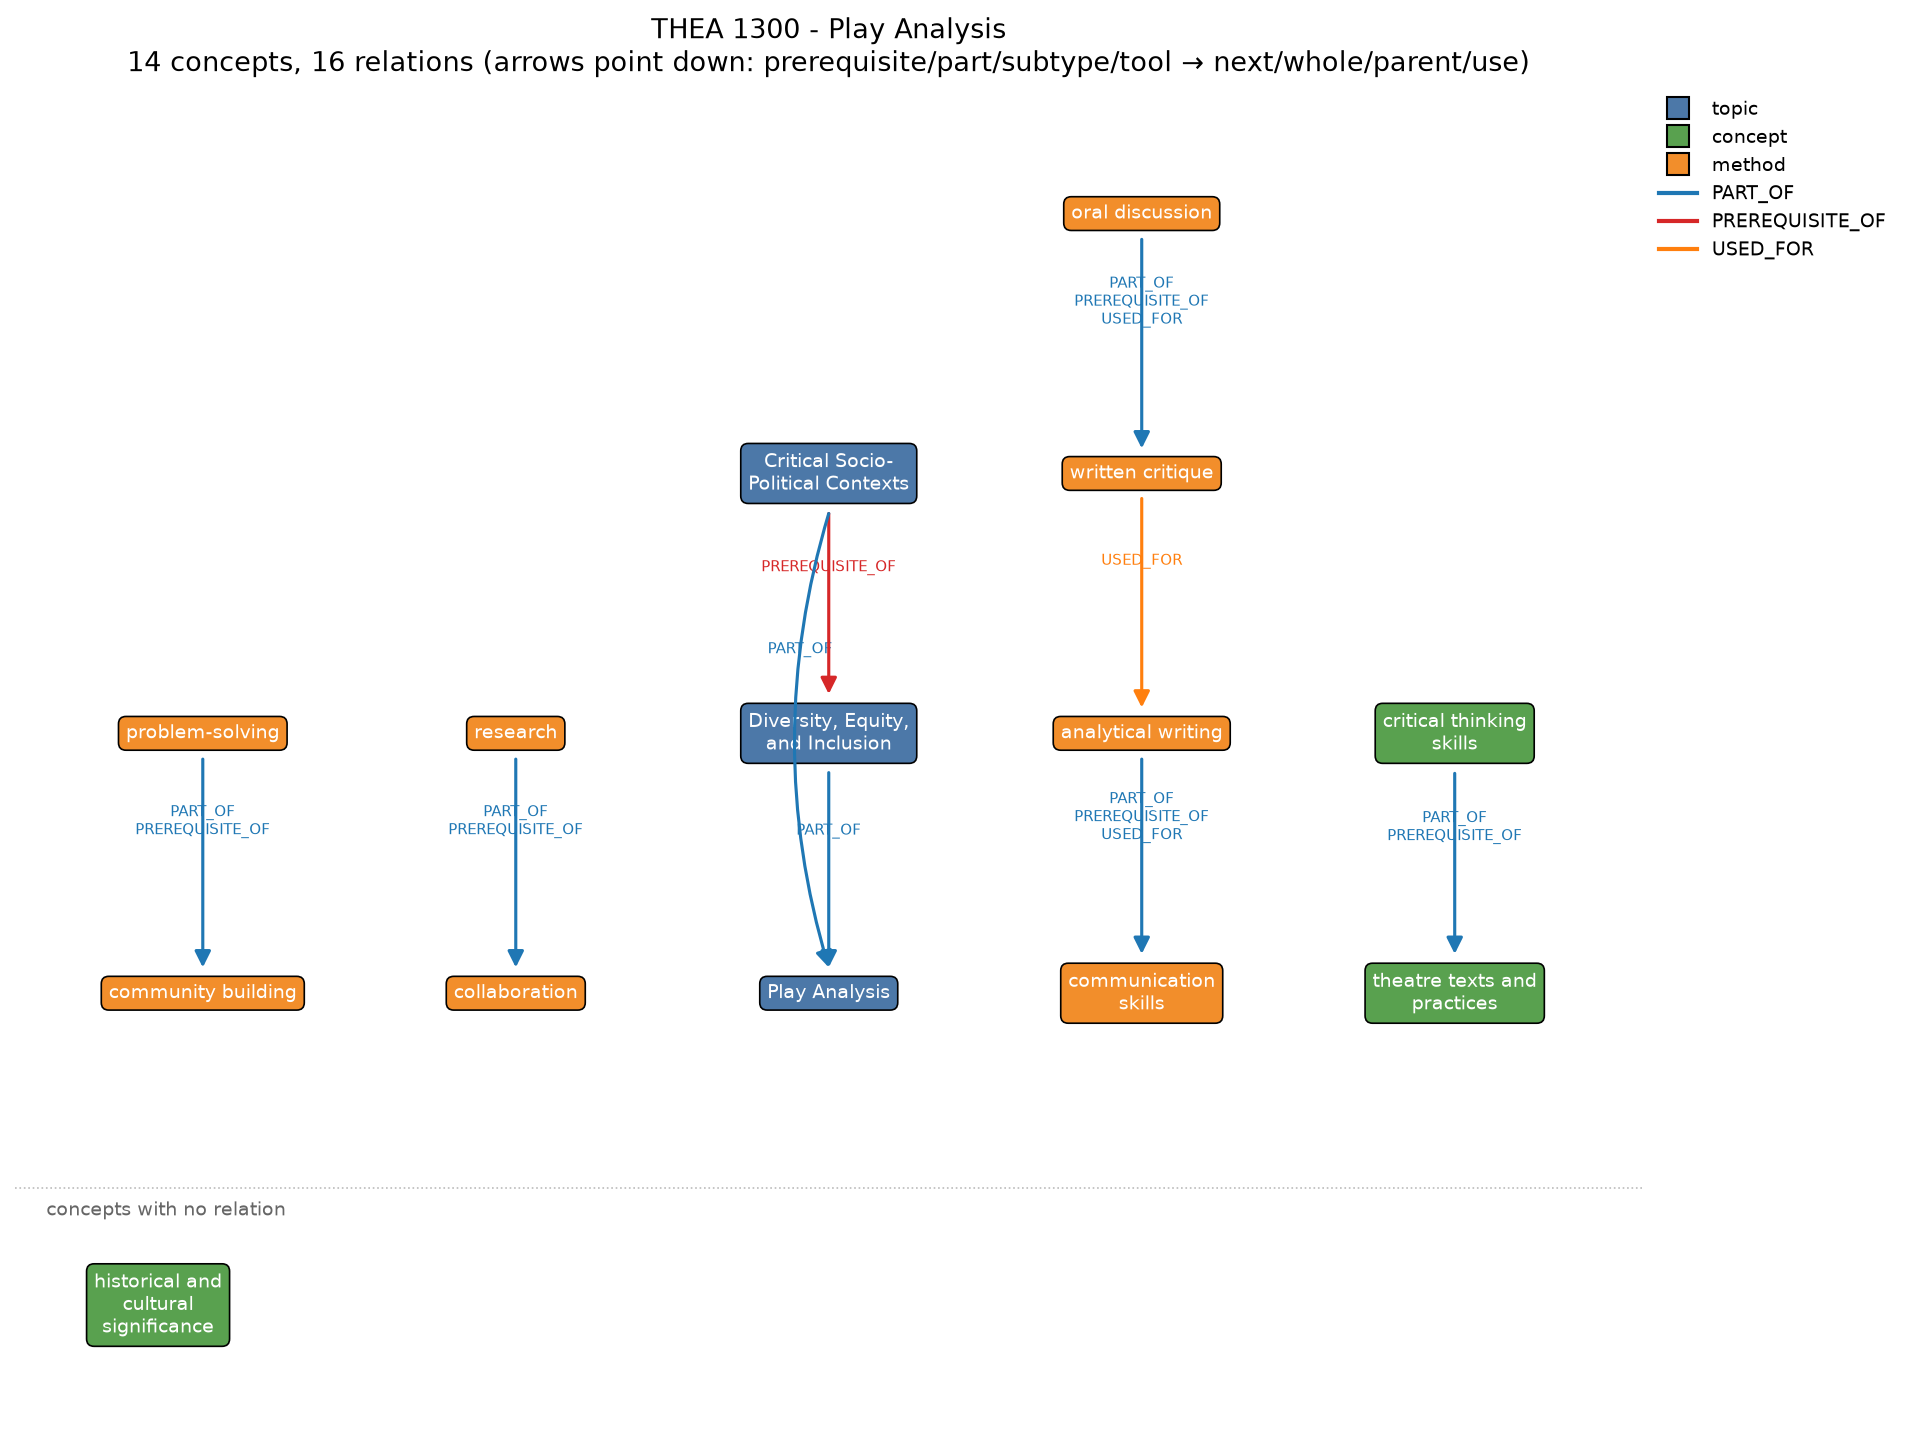 THEA 1300 - Play Analysis
14 concepts, 16 relations (arrows point down: prerequisite/part/subtype/tool → next/whole/parent/use)
topic
concept
method
PART_OF
PREREQUISITE_OF
USED_FOR
oral discussion
PART_OF
PREREQUISITE_OF
USED_FOR
Critical Socio-
Political Contexts
written critique
PREREQUISITE_OF
USED_FOR
PART_OF
problem-solving
research
Diversity, Equity,
and Inclusion
analytical writing
critical thinking
skills
PART_OF
PREREQUISITE_OF
PART_OF
PREREQUISITE_OF
PART_OF
PART_OF
PREREQUISITE_OF
USED_FOR
PART_OF
PREREQUISITE_OF
community building
collaboration
Play Analysis
communication
skills
theatre texts and
practices
concepts with no relation
historical and
cultural
significance